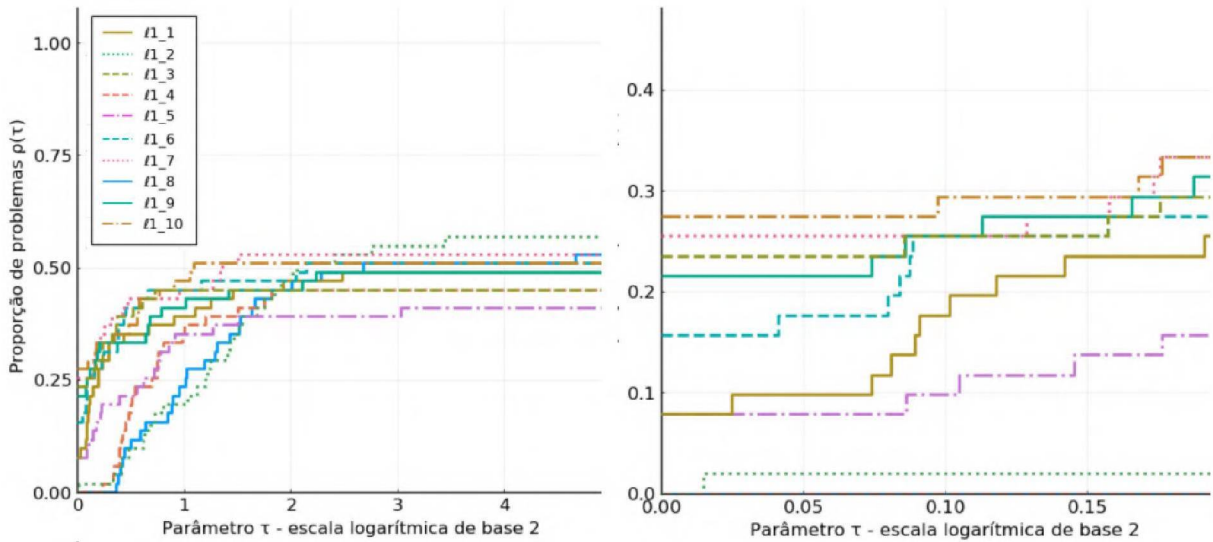 1.00
0.75
0.50
0.25
0.00
Proporção de problemas ρ(τ)
ℓ1_1
ℓ1_2
ℓ1_3
ℓ1_4
ℓ1_5
ℓ1_6
ℓ1_7
ℓ1_8
ℓ1_9
ℓ1_10
0 1 2 3 4
Parâmetro τ - escala logarítmica de base 2
0.4
0.3
0.2
0.1
0.0
0.00 0.05 0.10 0.15
Parâmetro τ - escala logarítmica de base 2